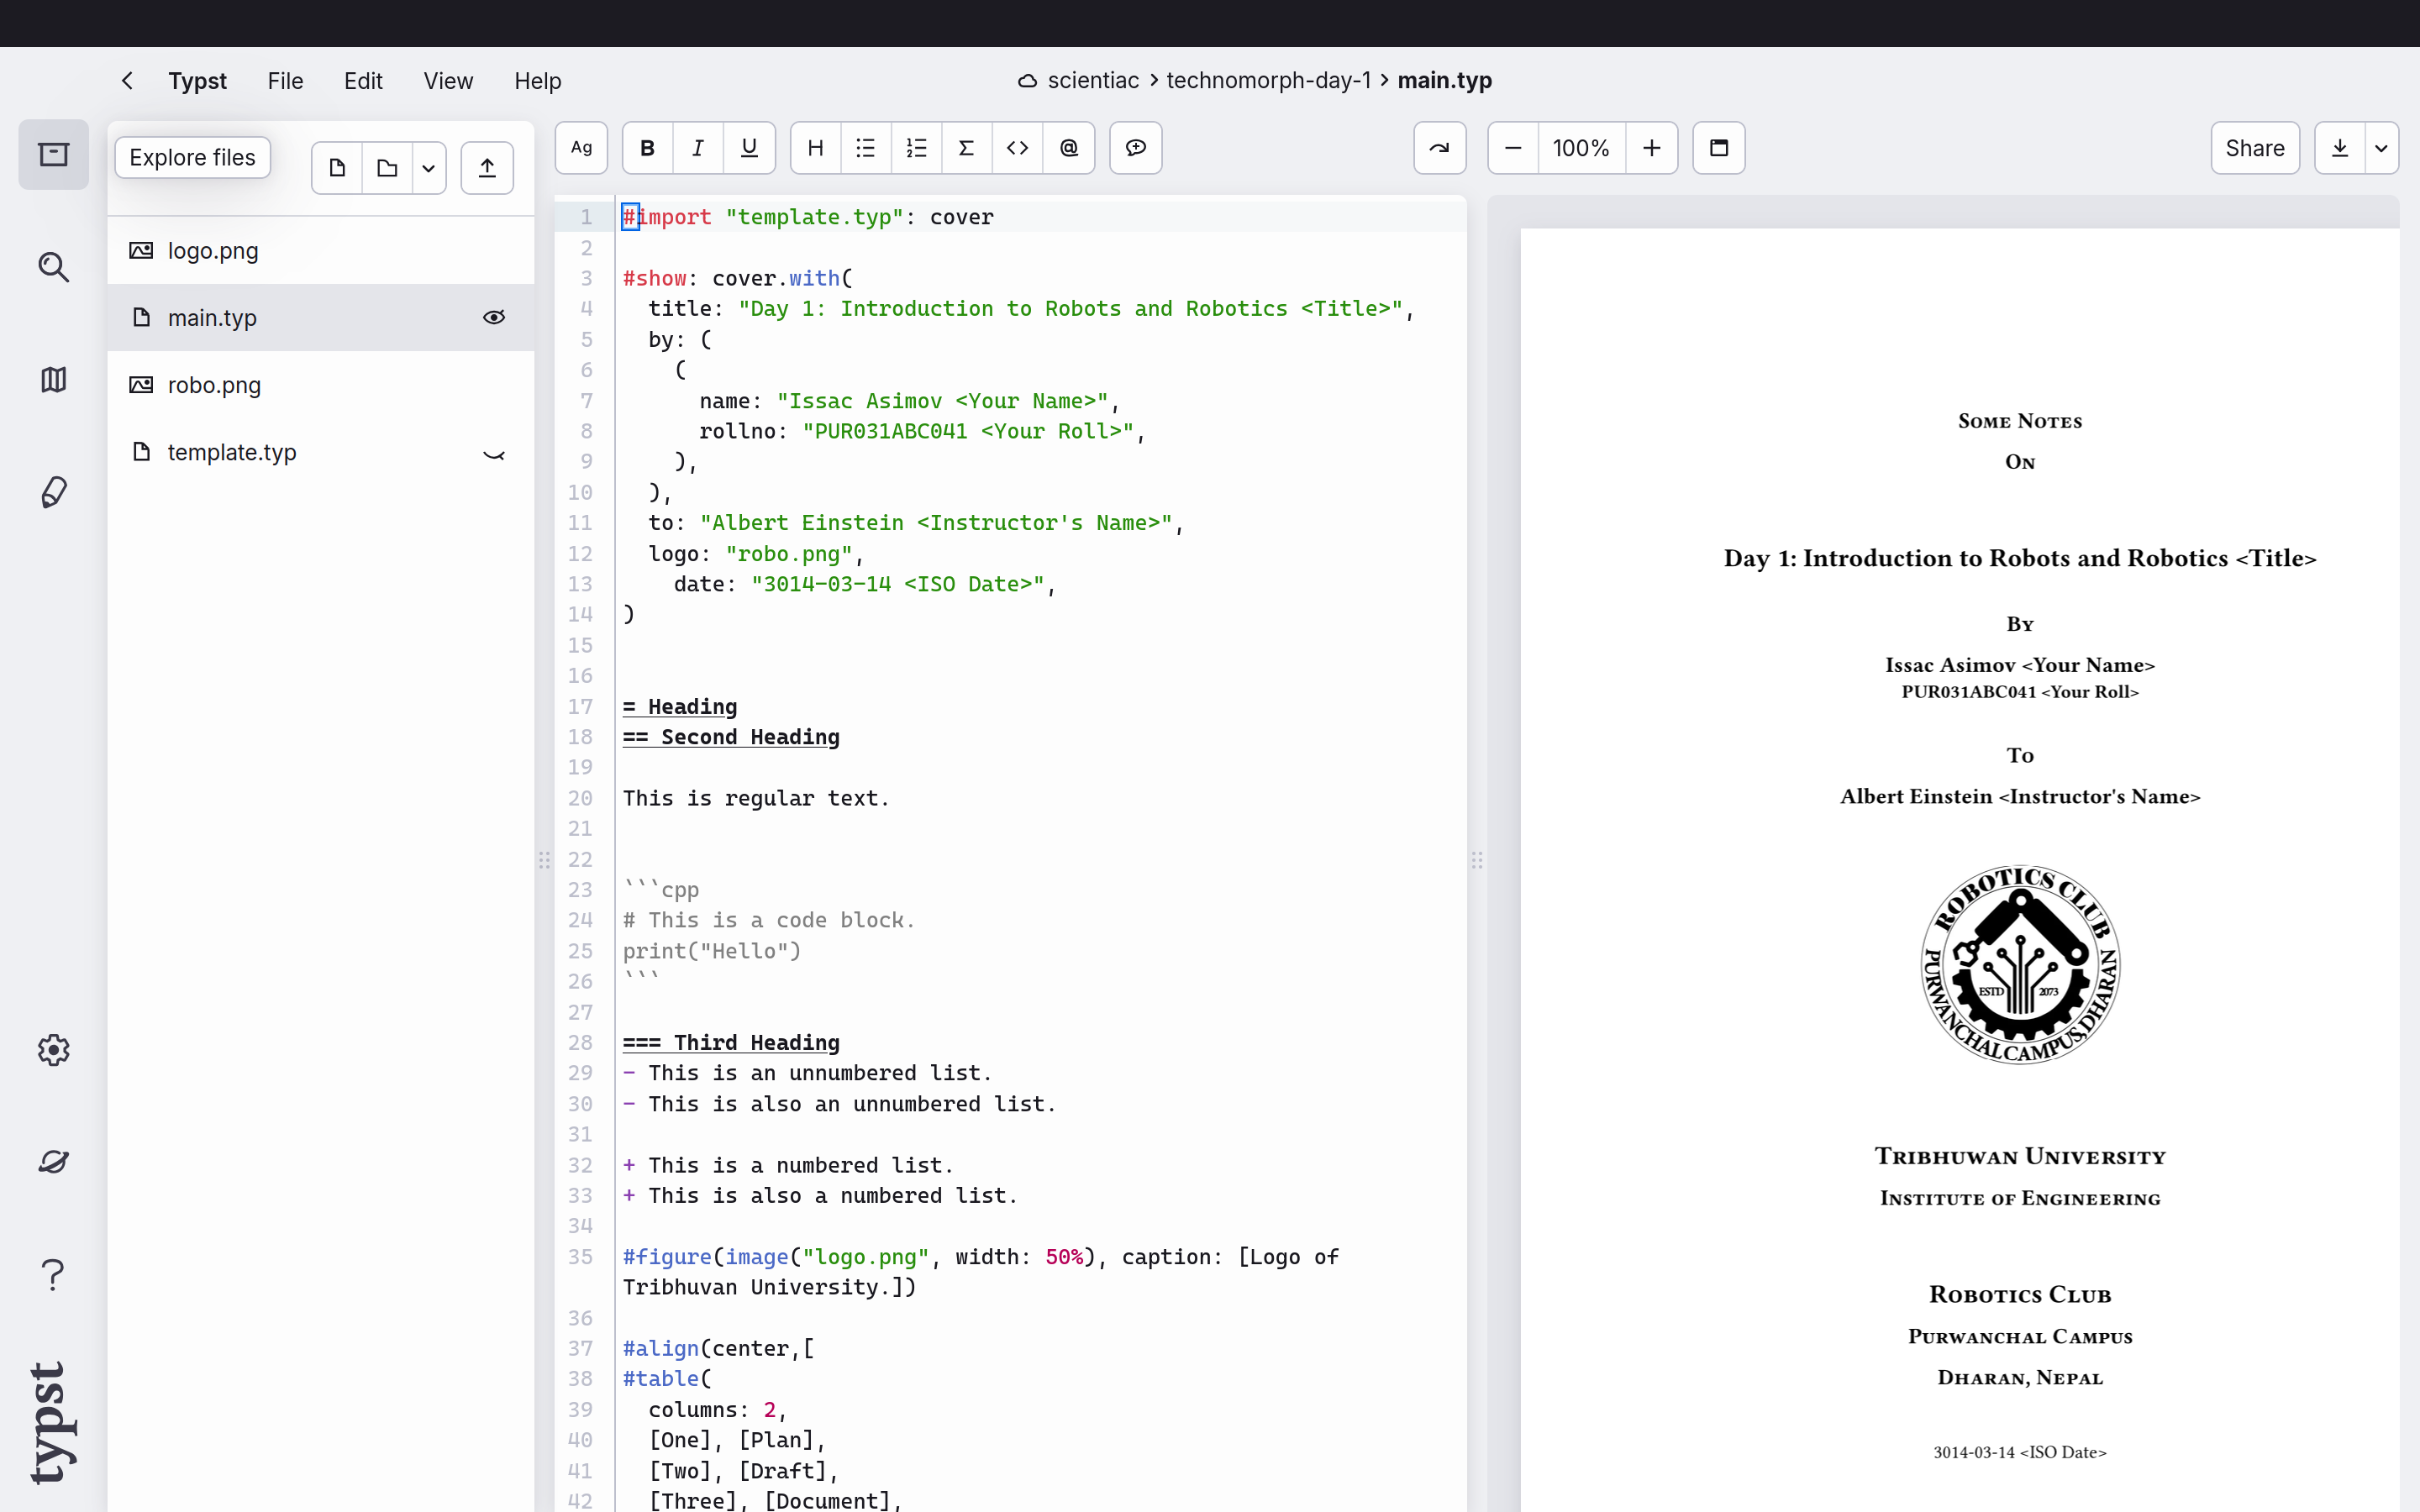 Typst File Edit View Help
scientiac > technomorph-day-1 > main.typ
Explore files
Ag B I U H Σ <> @
100%
Share
logo.png
main.typ
robo.png
template.typ
typst
1 #import "template.typ": cover
2
3 #show: cover.with(
4 title: "Day 1: Introduction to Robots and Robotics <Title>",
5 by: (
6 (
7 name: "Issac Asimov <Your Name>",
8 rollno: "PUR031ABC041 <Your Roll>",
9 ),
10 ),
11 to: "Albert Einstein <Instructor's Name>",
12 logo: "robo.png",
13 date: "3014-03-14 <ISO Date>",
14 )
15
16
17 = Heading
18 == Second Heading
19
20 This is regular text.
21
22
23 ```cpp
24 # This is a code block.
25 print("Hello")
26 ```
27
28 === Third Heading
29 - This is an unnumbered list.
30 - This is also an unnumbered list.
31
32 + This is a numbered list.
33 + This is also a numbered list.
34
35 #figure(image("logo.png", width: 50%), caption: [Logo of
Tribhuvan University.])
36
37 #align(center,[
38 #table(
39 columns: 2,
40 [One], [Plan],
41 [Two], [Draft],
42 [Three], [Document],
Some Notes
On
Day 1: Introduction to Robots and Robotics <Title>
By
Issac Asimov <Your Name>
PUR031ABC041 <Your Roll>
To
Albert Einstein <Instructor's Name>
ROBOTICS CLUB
ESTD 2073
PURWANCHAL CAMPUS, DHARAN
Tribhuwan University
Institute of Engineering
Robotics Club
Purwanchal Campus
Dharan, Nepal
3014-03-14 <ISO Date>